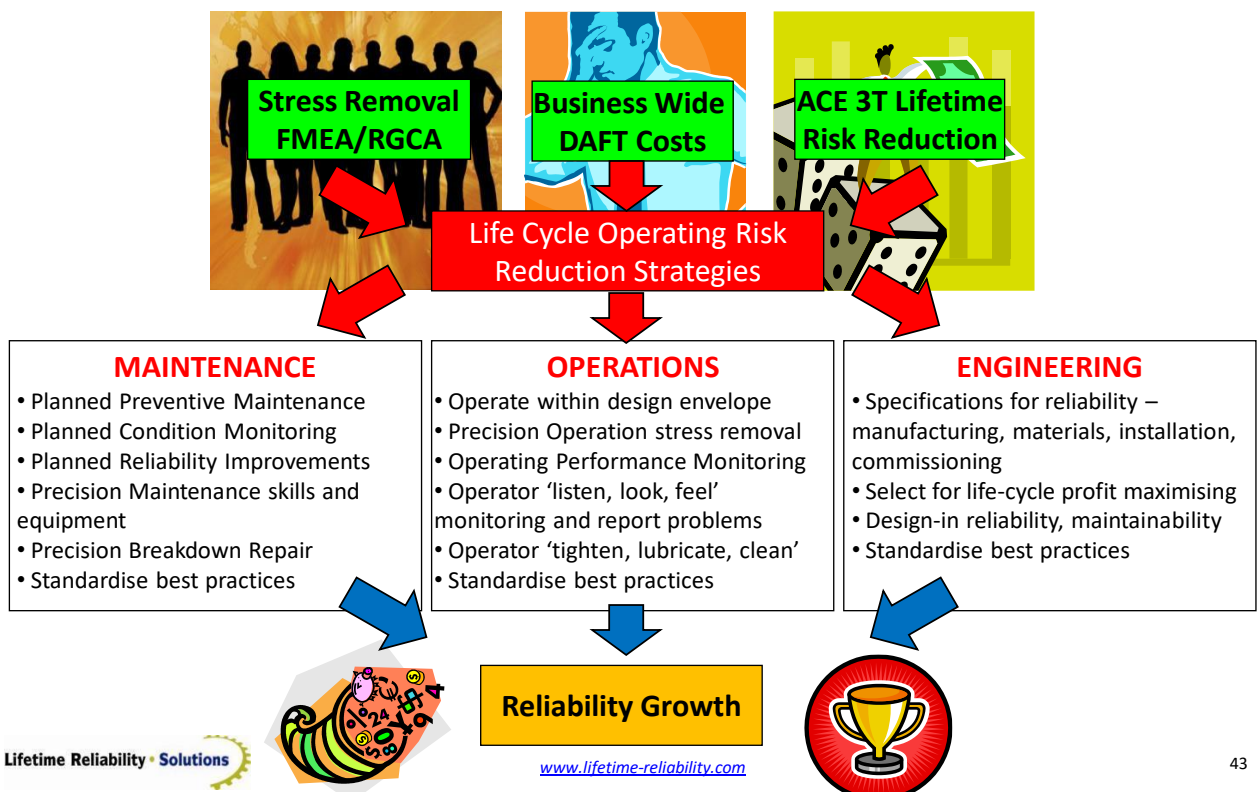 Stress Removal
FMEA/RGCA
Business Wide
DAFT Costs
ACE 3T Lifetime
Risk Reduction
Life Cycle Operating Risk
Reduction Strategies
MAINTENANCE
• Planned Preventive Maintenance
• Planned Condition Monitoring
• Planned Reliability Improvements
• Precision Maintenance skills and
equipment
• Precision Breakdown Repair
• Standardise best practices
OPERATIONS
• Operate within design envelope
• Precision Operation stress removal
• Operating Performance Monitoring
• Operator ‘listen, look, feel’
monitoring and report problems
• Operator ‘tighten, lubricate, clean’
• Standardise best practices
ENGINEERING
• Specifications for reliability –
manufacturing, materials, installation,
commissioning
• Select for life-cycle profit maximising
• Design-in reliability, maintainability
• Standardise best practices
Reliability Growth
Lifetime Reliability • Solutions
www.lifetime-reliability.com
43